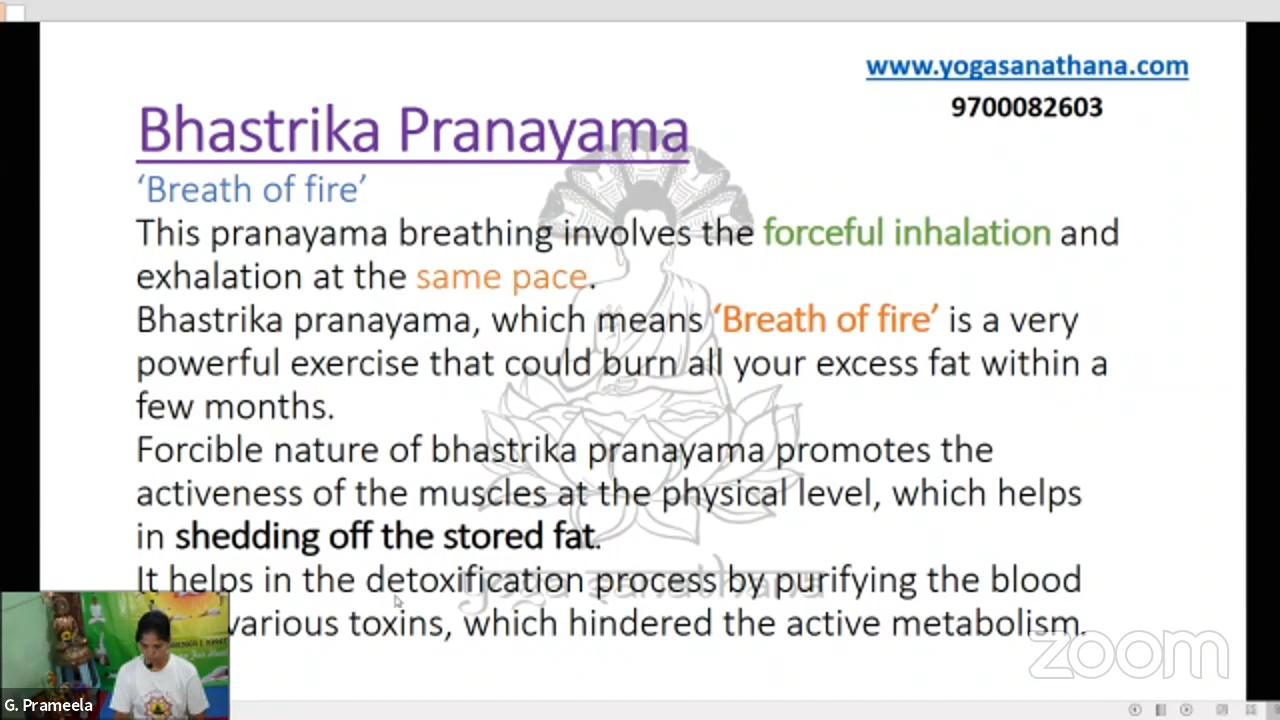 www.yogasanathana.com
9700082603
Bhastrika Pranayama
‘Breath of fire’
This pranayama breathing involves the forceful inhalation and
exhalation at the same pace.
Bhastrika pranayama, which means ‘Breath of fire’ is a very
powerful exercise that could burn all your excess fat within a
few months.
Forcible nature of bhastrika pranayama promotes the
activeness of the muscles at the physical level, which helps
in shedding off the stored fat.
It helps in the detoxification process by purifying the blood
various toxins, which hindered the active metabolism.
yoga sanathana
zoom
G. Prameela